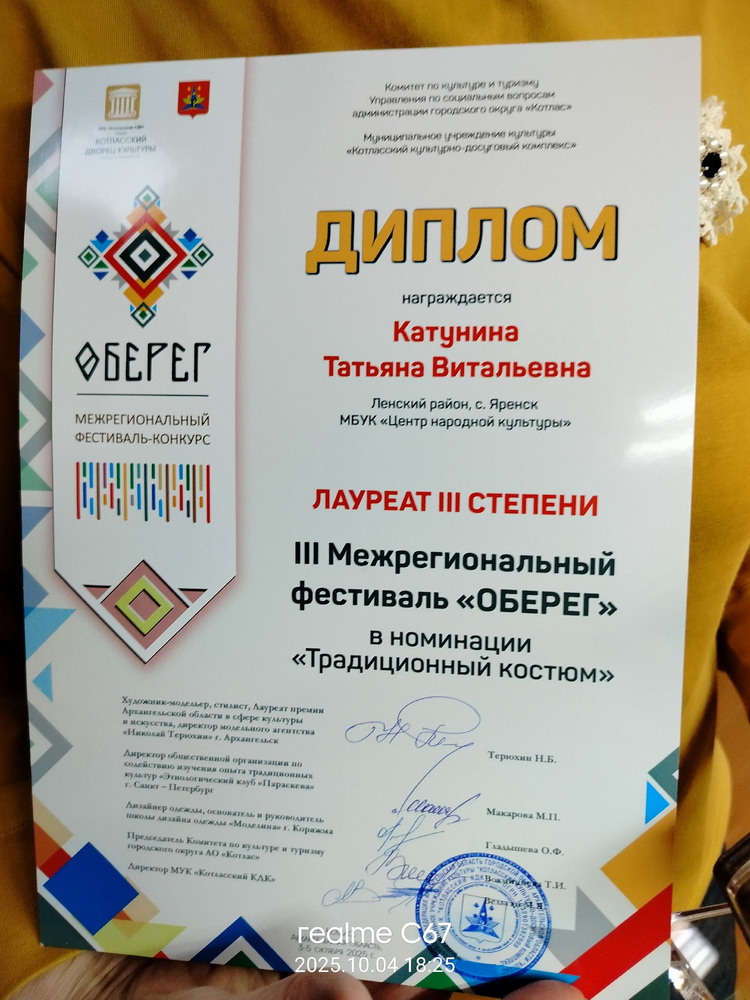 КОТЛАССКИЙ
ДВОРЕЦ КУЛЬТУРЫ
ОБЕРЕГ
МЕЖРЕГИОНАЛЬНЫЙ
ФЕСТИВАЛЬ-КОНКУРС
Комитет по культуре и туризму
Управления по социальным вопросам
администрации городского округа «Котлас»
Муниципальное учреждение культуры
«Котласский культурно-досуговый комплекс»
ДИПЛОМ
награждается
Катунина
Татьяна Витальевна
Ленский район, с. Яренск
МБУК «Центр народной культуры»
ЛАУРЕАТ III СТЕПЕНИ
III Межрегиональный
фестиваль «ОБЕРЕГ»
в номинации
«Традиционный костюм»
Художник-модельер, стилист, Лауреат премии
Архангельской области в сфере культуры
и искусства, директор модельного агентства
«Николай Терюхин» г. Архангельск
Терюхин Н.Б.
Директор общественной организации по
содействию изучения опыта традиционных
культур «Этнологический клуб «Параскева»
г. Санкт – Петербург
Макарова М.П.
Дизайнер одежды, основатель и руководитель
школы дизайна одежды «Моделина» г. Коряжма
Гладышева О.Ф.
Председатель Комитета по культуре и туризму
городского округа АО «Котлас»
Т.И.
Директор МУК «Котласский КДК»
3-5 октября 2025 г.
realme C67
2025.10.04 18:25